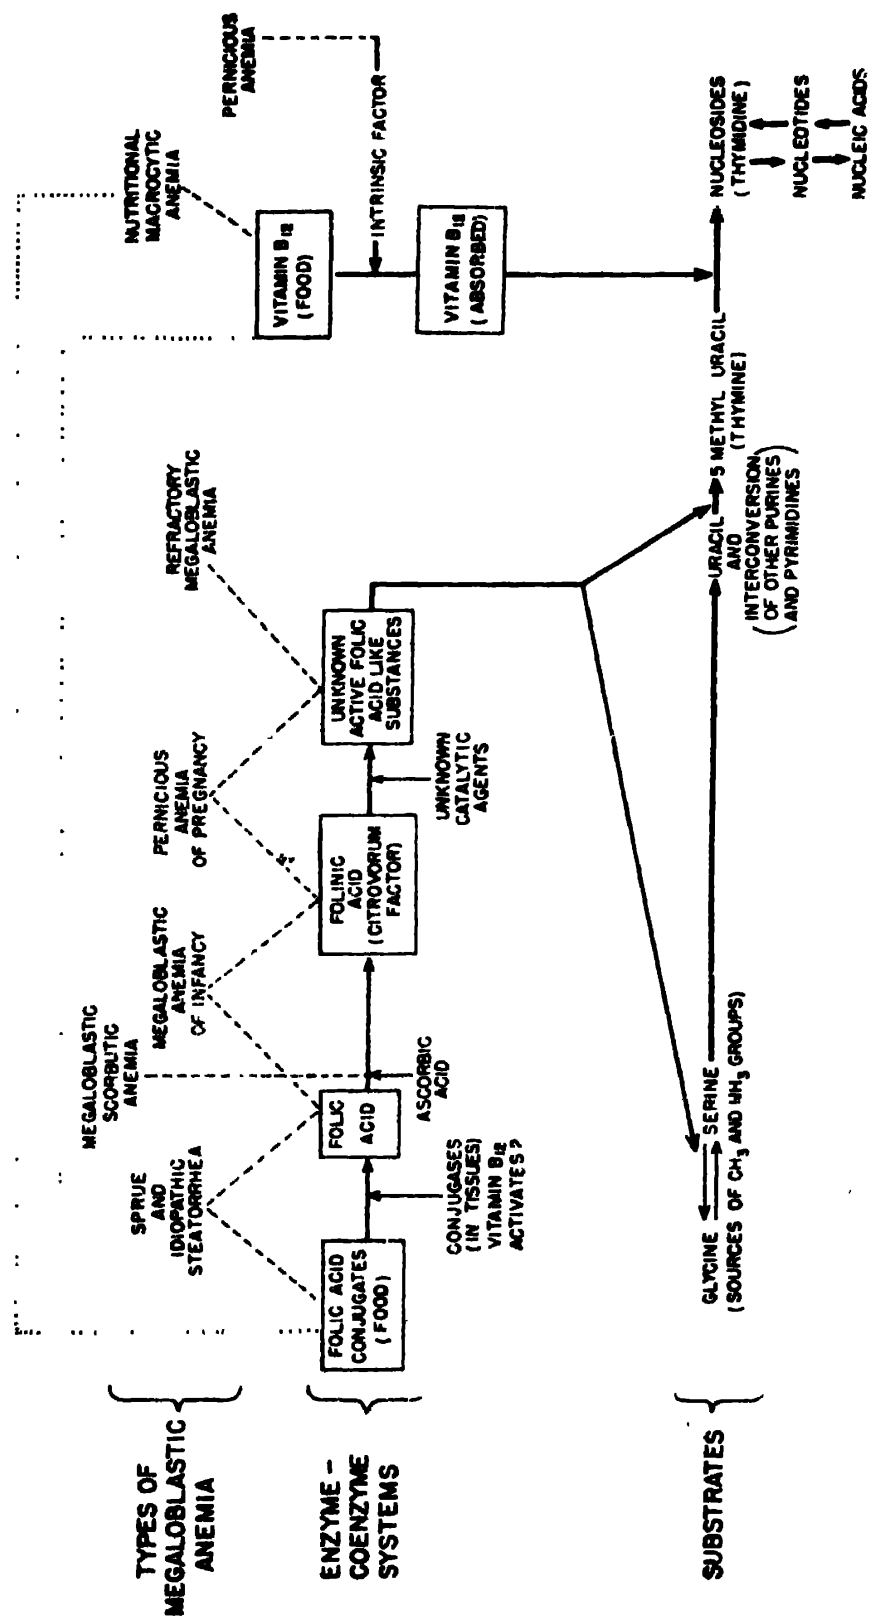 TYPES OF
MEGALOBLASTIC
ANEMIA
SPRUE
AND
IDIOPATHIC
STEATORRHEA
MEGALOBLASTIC
SCORBUTIC
ANEMIA
MEGALOBLASTIC
ANEMIA
OF INFANCY
PERNICIOUS
ANEMIA
OF PREGNANCY
REFRACTORY
MEGALOBLASTIC
ANEMIA
NUTRITIONAL
MACROCYTIC
ANEMIA
PERNICIOUS
ANEMIA
ENZYME –
COENZYME
SYSTEMS
FOLIC ACID
CONJUGATES
(FOOD)
CONJUGASES
(IN TISSUES)
VITAMIN B12
ACTIVATES?
FOLIC
ACID
ASCORBIC
ACID
FOLINIC
ACID
(CITROVORUM
FACTOR)
UNKNOWN
CATALYTIC
AGENTS
UNKNOWN
ACTIVE FOLIC
ACID LIKE
SUBSTANCES
VITAMIN B12
(FOOD)
INTRINSIC FACTOR
VITAMIN B12
(ABSORBED)
SUBSTRATES
GLYCINE SERINE
(SOURCES OF CH3 AND NH3 GROUPS)
URACIL
AND
INTERCONVERSION
(OF OTHER PURINES
AND PYRIMIDINES)
5 METHYL URACIL
(THYMINE)
NUCLEOSIDES
(THYMIDINE)
NUCLEOTIDES
NUCLEIC ACIDS